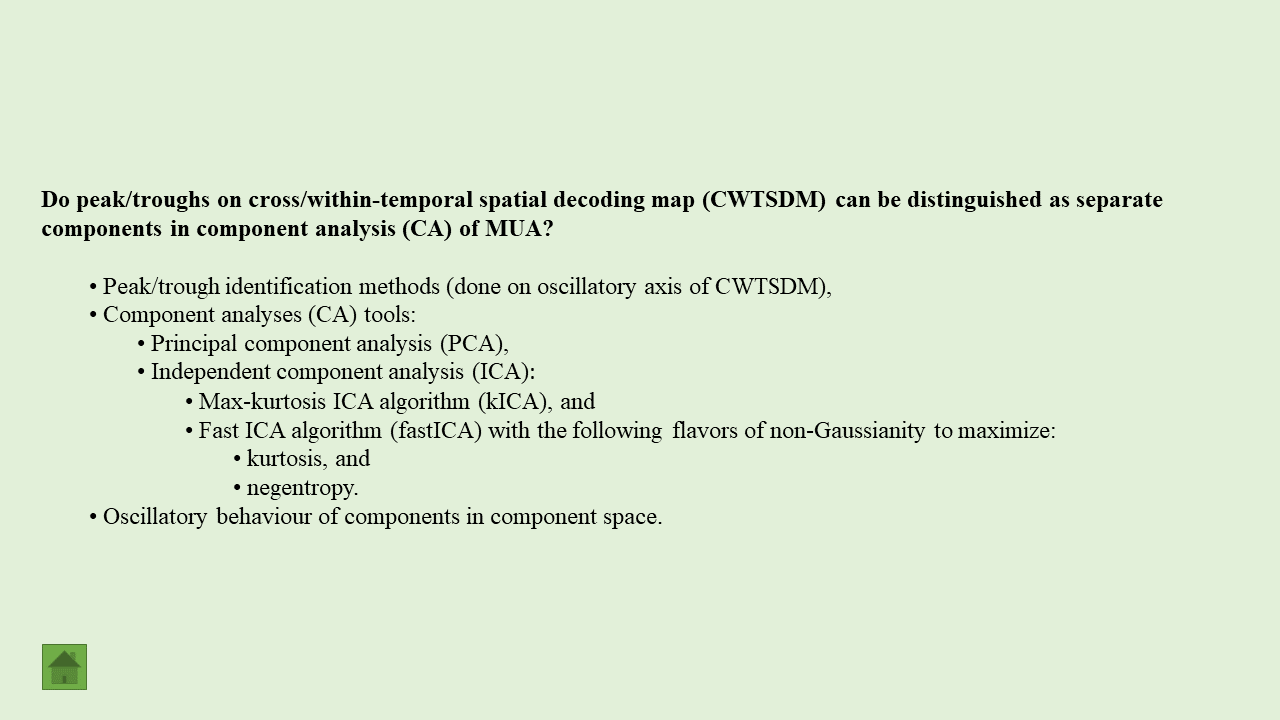 Do peak/troughs on cross/within-temporal spatial decoding map (CWTSDM) can be distinguished as separate
components in component analysis (CA) of MUA?
• Peak/trough identification methods (done on oscillatory axis of CWTSDM),
• Component analyses (CA) tools:
• Principal component analysis (PCA),
• Independent component analysis (ICA):
• Max-kurtosis ICA algorithm (kICA), and
• Fast ICA algorithm (fastICA) with the following flavors of non-Gaussianity to maximize:
• kurtosis, and
• negentropy.
• Oscillatory behaviour of components in component space.